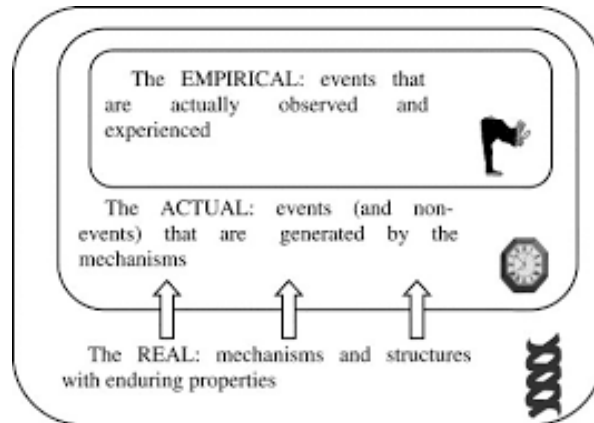 The EMPIRICAL: events that
are actually observed and
experienced
The ACTUAL: events (and non-
events) that are generated by the
mechanisms
The REAL: mechanisms and structures
with enduring properties